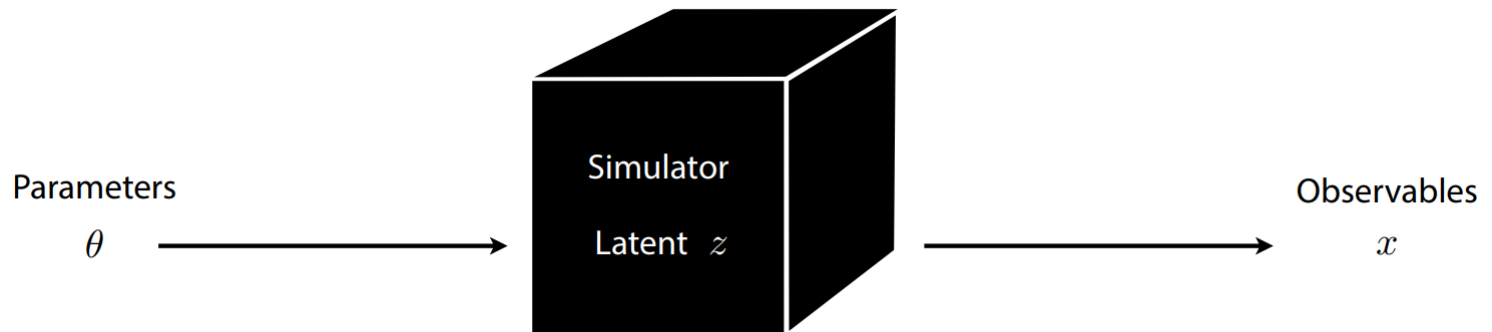 Parameters
θ
Simulator
Latent z
Observables
x